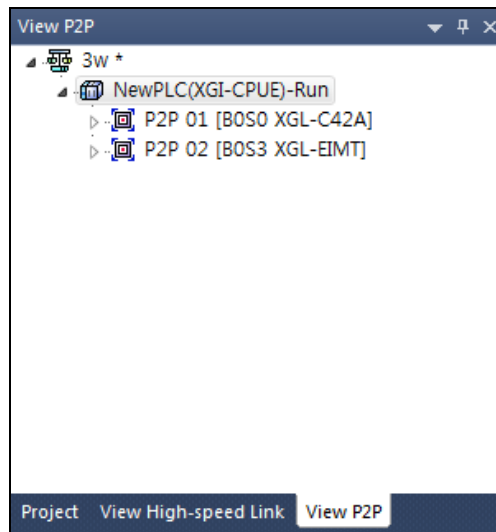 View P2P
3w *
NewPLC(XGI-CPUE)-Run
P2P 01 [B0S0 XGL-C42A]
P2P 02 [B0S3 XGL-EIMT]
Project View High-speed Link View P2P